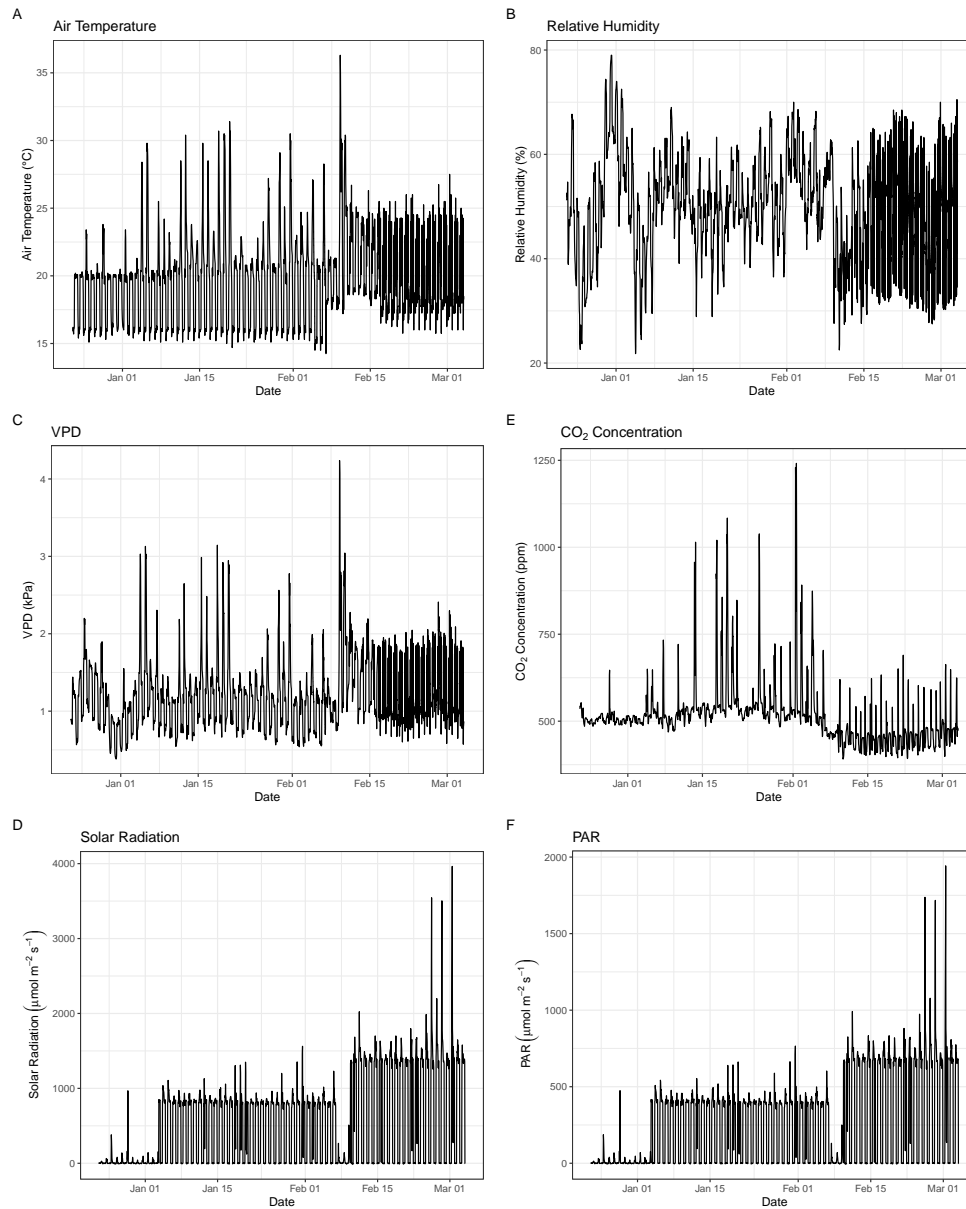 A
Air Temperature
35
30
25
20
15
Air Temperature (°C)
Jan 01
Jan 15
Feb 01
Feb 15
Mar 01
Date
B
Relative Humidity
80
60
40
20
Relative Humidity (%)
Jan 01
Jan 15
Feb 01
Feb 15
Mar 01
Date
C
VPD
4
3
2
1
VPD (kPa)
Jan 01
Jan 15
Feb 01
Feb 15
Mar 01
Date
E
CO₂ Concentration
1250
1000
750
500
CO₂ Concentration (ppm)
Jan 01
Jan 15
Feb 01
Feb 15
Mar 01
Date
D
Solar Radiation
4000
3000
2000
1000
0
Solar Radiation (μmol m⁻² s⁻¹)
Jan 01
Jan 15
Feb 01
Feb 15
Mar 01
Date
F
PAR
2000
1750
1500
1250
1000
750
500
250
0
PAR (μmol m⁻² s⁻¹)
Jan 01
Jan 15
Feb 01
Feb 15
Mar 01
Date